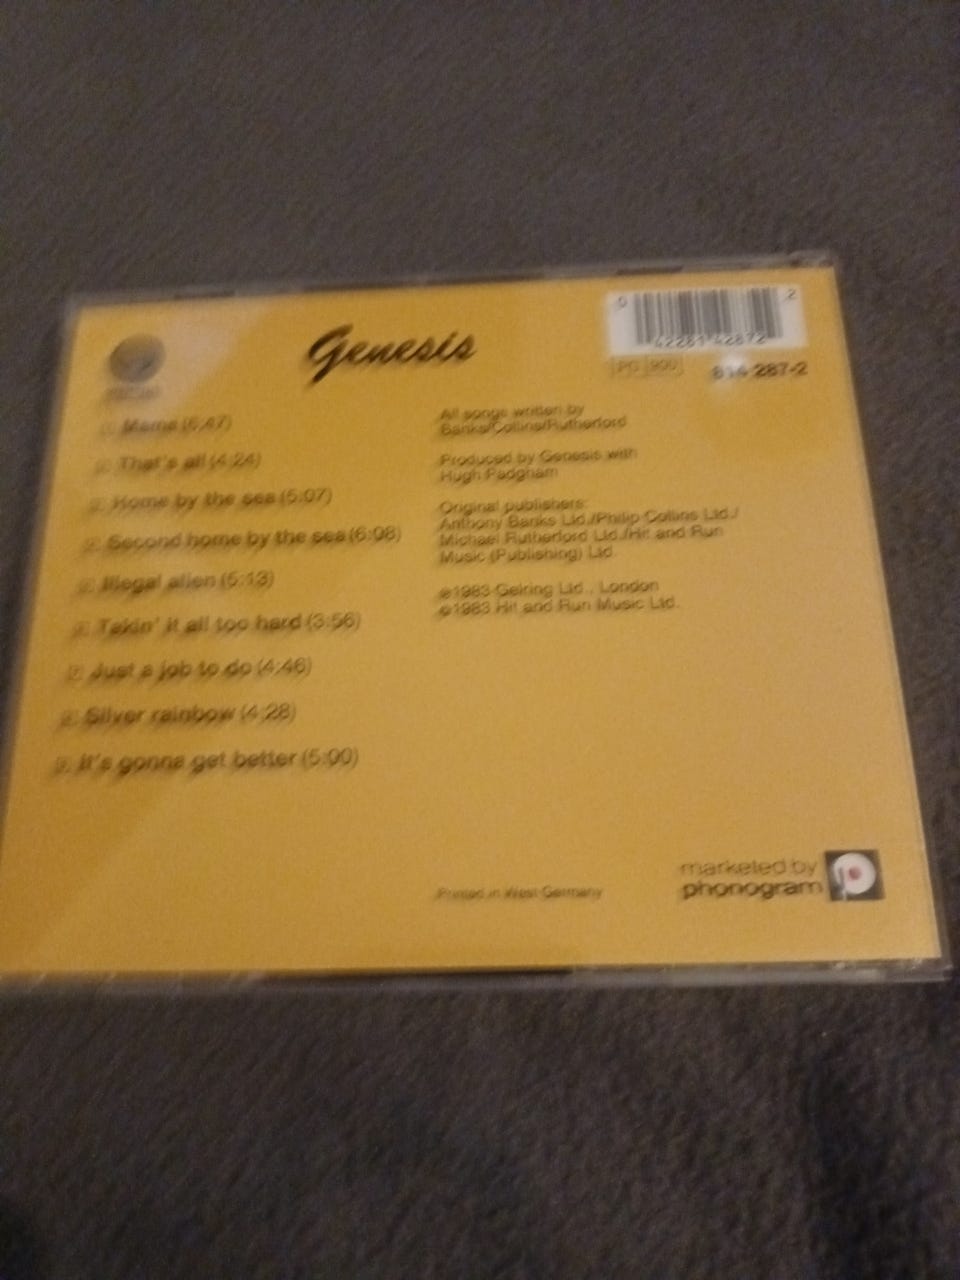 Genesis
0 42281 42872 2
814 287-2
Mama (6:47)
That's all (4:24)
Home by the sea (5:07)
Second home by the sea (6:08)
Illegal alien (5:13)
Takin' it all too hard (3:56)
Just a job to do (4:46)
Silver rainbow (4:28)
It's gonna get better (5:00)
All songs written by
Banks/Collins/Rutherford
Produced by Genesis with
Hugh Padgham
Original publishers:
Anthony Banks Ltd./Philip Collins Ltd./
Michael Rutherford Ltd./Hit and Run
Music (Publishing) Ltd.
℗1983 Gelring Ltd., London
©1983 Hit and Run Music Ltd.
Printed in West Germany
marketed by
phonogram